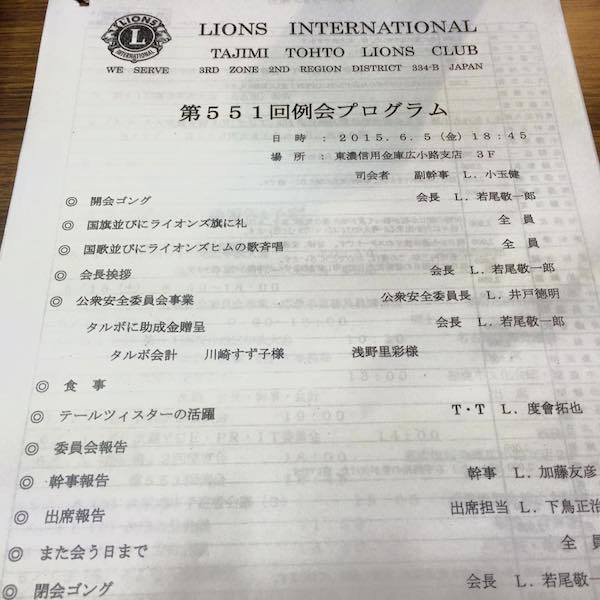 LIONS
L
INTERNATIONAL
LIONS INTERNATIONAL
TAJIMI TOHTO LIONS CLUB
WE SERVE 3RD ZONE 2ND REGION DISTRICT 334-B JAPAN
第551回例会プログラム
日 時 : 2015.6.5(金)18:45
場 所 : 東濃信用金庫広小路支店 3F
司会者 副幹事 L.小玉健
◎ 開会ゴング 会長 L.若尾敬一郎
◎ 国旗並びにライオンズ旗に礼 全 員
◎ 国歌並びにライオンズヒムの歌斉唱 全 員
◎ 会長挨拶 会長 L.若尾敬一郎
◎ 公衆安全委員会事業 公衆安全委員長 L.井戸徳明
タルボに助成金贈呈 会長 L.若尾敬一郎
タルボ会計 川崎すず子様 浅野里彩様
◎ 食 事
◎ テールツィスターの活躍 T・T L.度會拓也
◎ 委員会報告
◎ 幹事報告 幹事 L.加藤友彦
◎ 出席報告 出席担当 L.下鳥正治
◎ また会う日まで 全 員
◎ 閉会ゴング 会長 L.若尾敬一